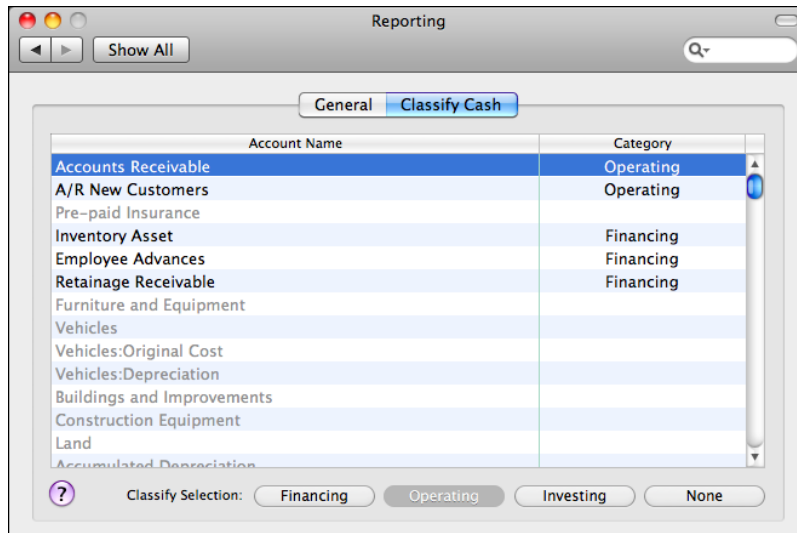 Reporting
Show All
General Classify Cash
Account Name Category
Accounts Receivable Operating
A/R New Customers Operating
Pre-paid Insurance
Inventory Asset Financing
Employee Advances Financing
Retainage Receivable Financing
Furniture and Equipment
Vehicles
Vehicles:Original Cost
Vehicles:Depreciation
Buildings and Improvements
Construction Equipment
Land
Accumulated Depreciation
? Classify Selection: Financing Operating Investing None